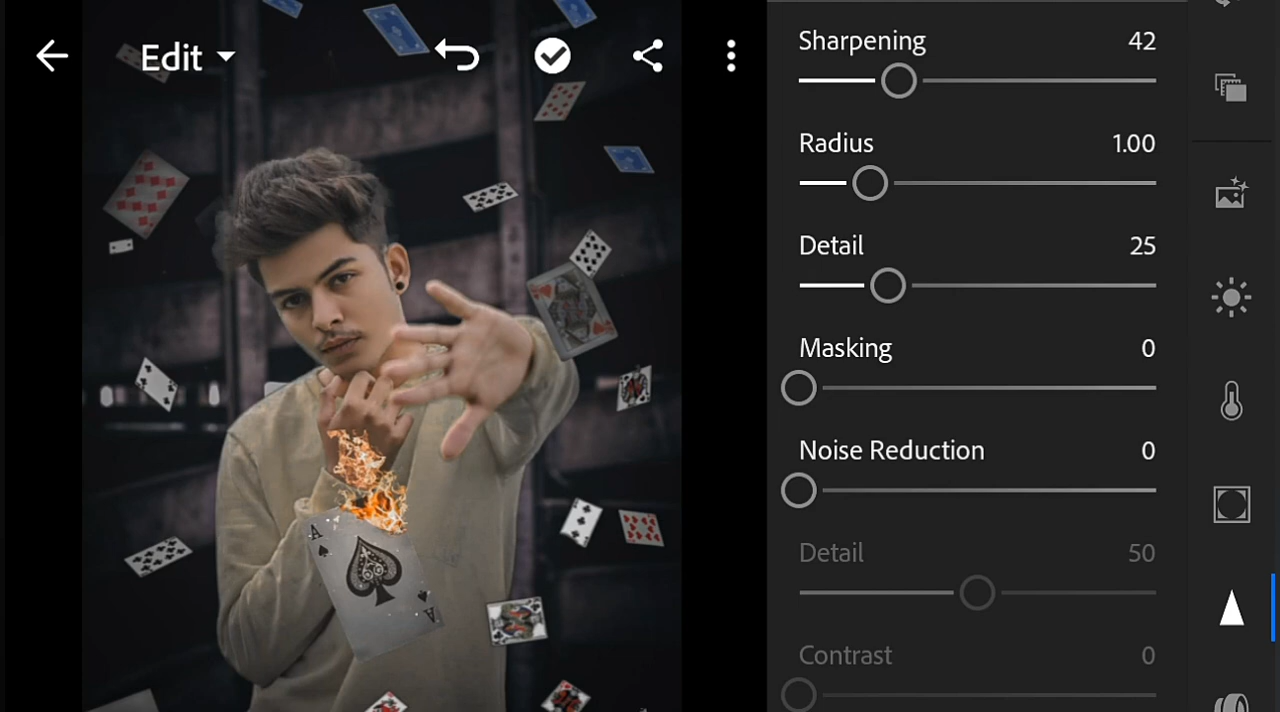 Edit
Sharpening 42
Radius 1.00
Detail 25
Masking 0
Noise Reduction 0
Detail 50
Contrast 0
A
A